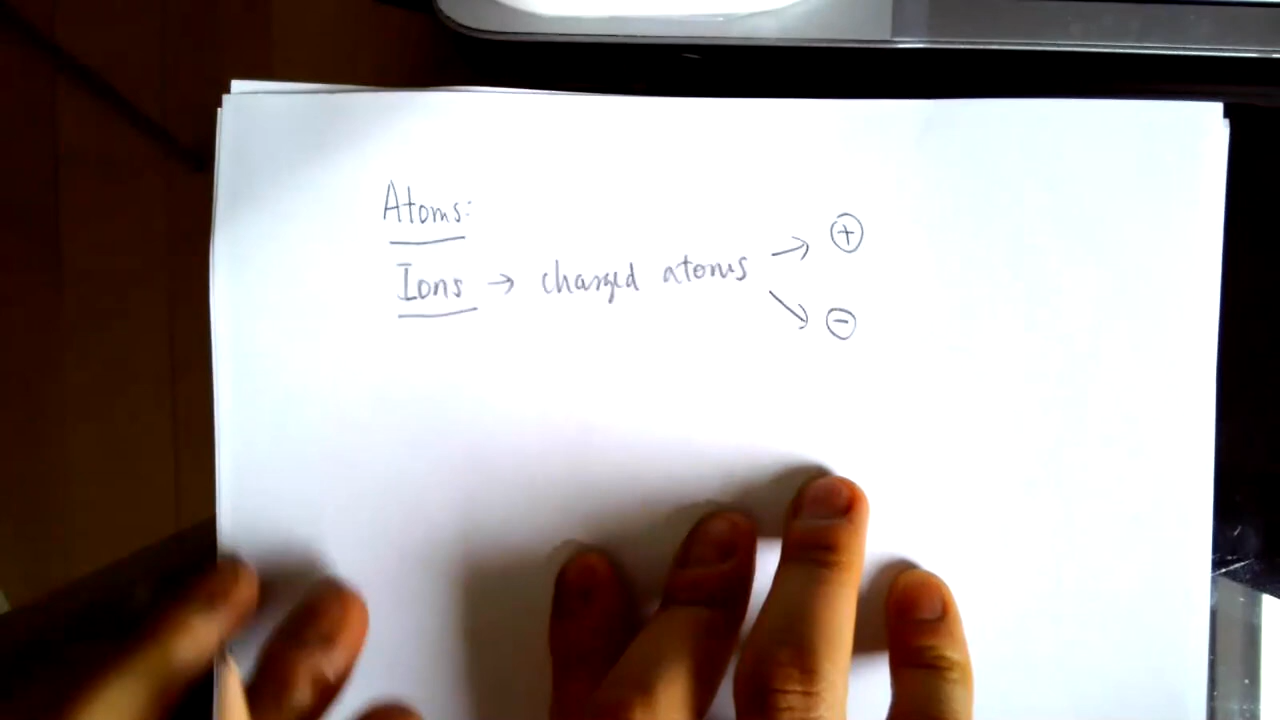 Atoms:
Ions → charged atoms → ⊕
↘ ⊖